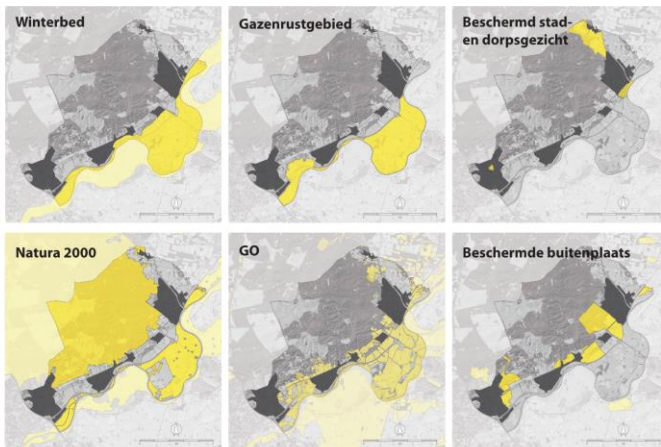 Winterbed
Gazenrustgebied
Beschermd stad-
en dorpsgezicht
Natura 2000
GO
Beschermde buitenplaats